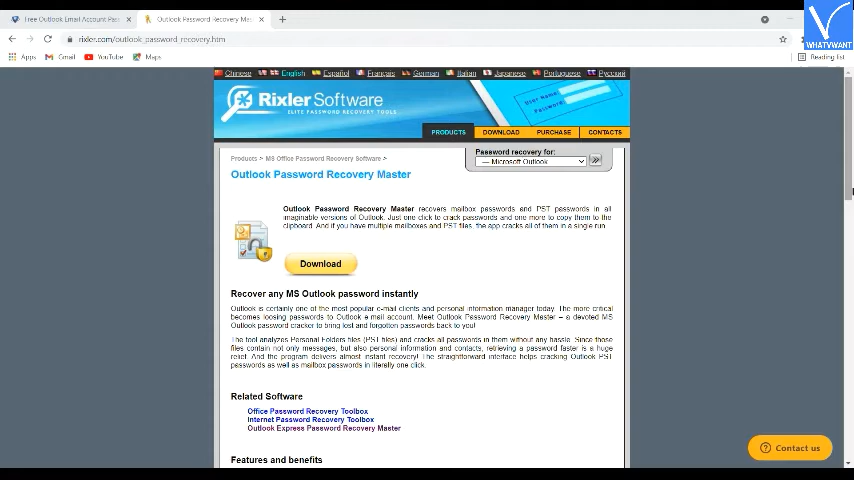 Free Outlook Email Account Pas
Outlook Password Recovery Mas
rixler.com/outlook_password_recovery.htm
Apps Gmail YouTube Maps Reading list
WHATVWANT
Chinese English Español Français German Italian Japanese Portuguese Русский
Rixler Software
ELITE PASSWORD RECOVERY TOOLS
User Name:
Password:
PRODUCTS DOWNLOAD PURCHASE CONTACTS
Password recovery for:
--- Microsoft Outlook
Products > MS Office Password Recovery Software >
Outlook Password Recovery Master
Outlook Password Recovery Master recovers mailbox passwords and PST passwords in all
imaginable versions of Outlook. Just one click to crack passwords and one more to copy them to the
clipboard. And if you have multiple mailboxes and PST files, the app cracks all of them in a single run.
Download
Recover any MS Outlook password instantly
Outlook is certainly one of the most popular e-mail clients and personal information manager today. The more critical
becomes loosing passwords to Outlook e-mail account. Meet Outlook Password Recovery Master – a devoted MS
Outlook password cracker to bring lost and forgotten passwords back to you!
The tool analyzes Personal Folders files (PST files) and cracks all passwords in them without any hassle. Since those
files contain not only messages, but also personal information and contacts, retrieving a password faster is a huge
relief. And the program delivers almost instant recovery! The straightforward interface helps cracking Outlook PST
passwords as well as mailbox passwords in literally one click.
Related Software
Office Password Recovery Toolbox
Internet Password Recovery Toolbox
Outlook Express Password Recovery Master
Features and benefits
Contact us